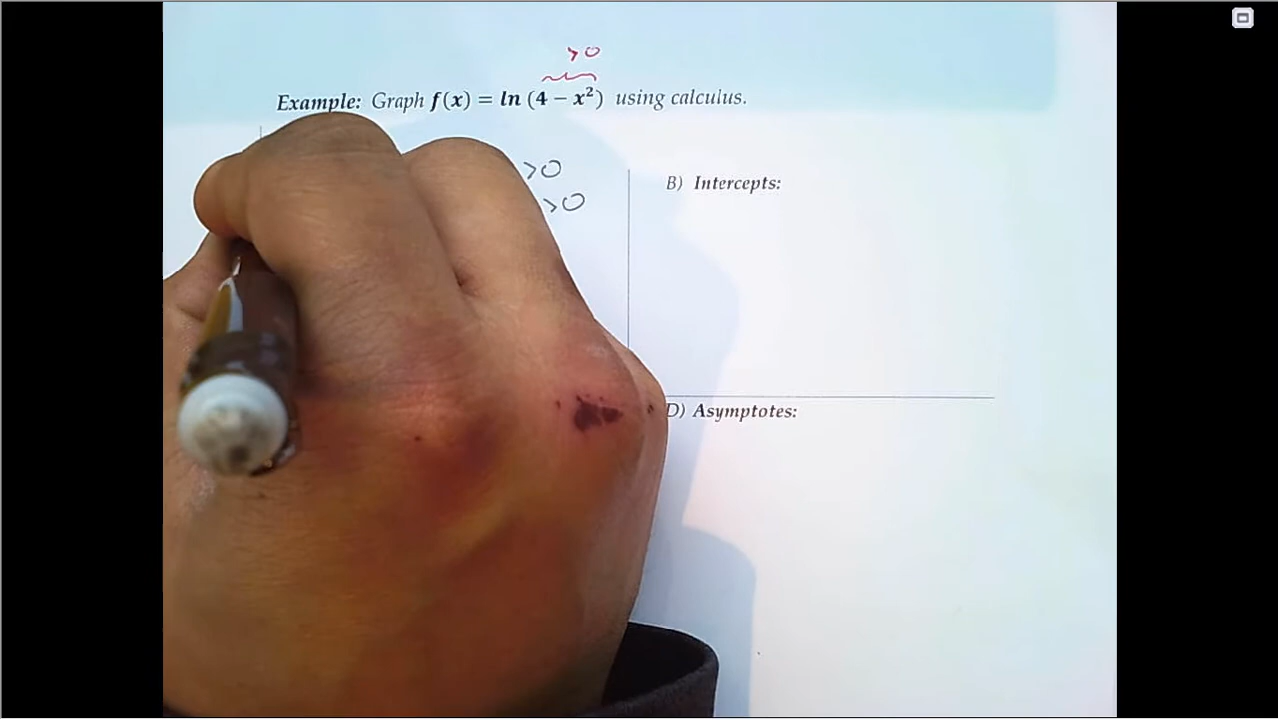 >0
Example: Graph f(x) = ln (4 − x²) using calculus.
>0
>0
B) Intercepts:
D) Asymptotes: